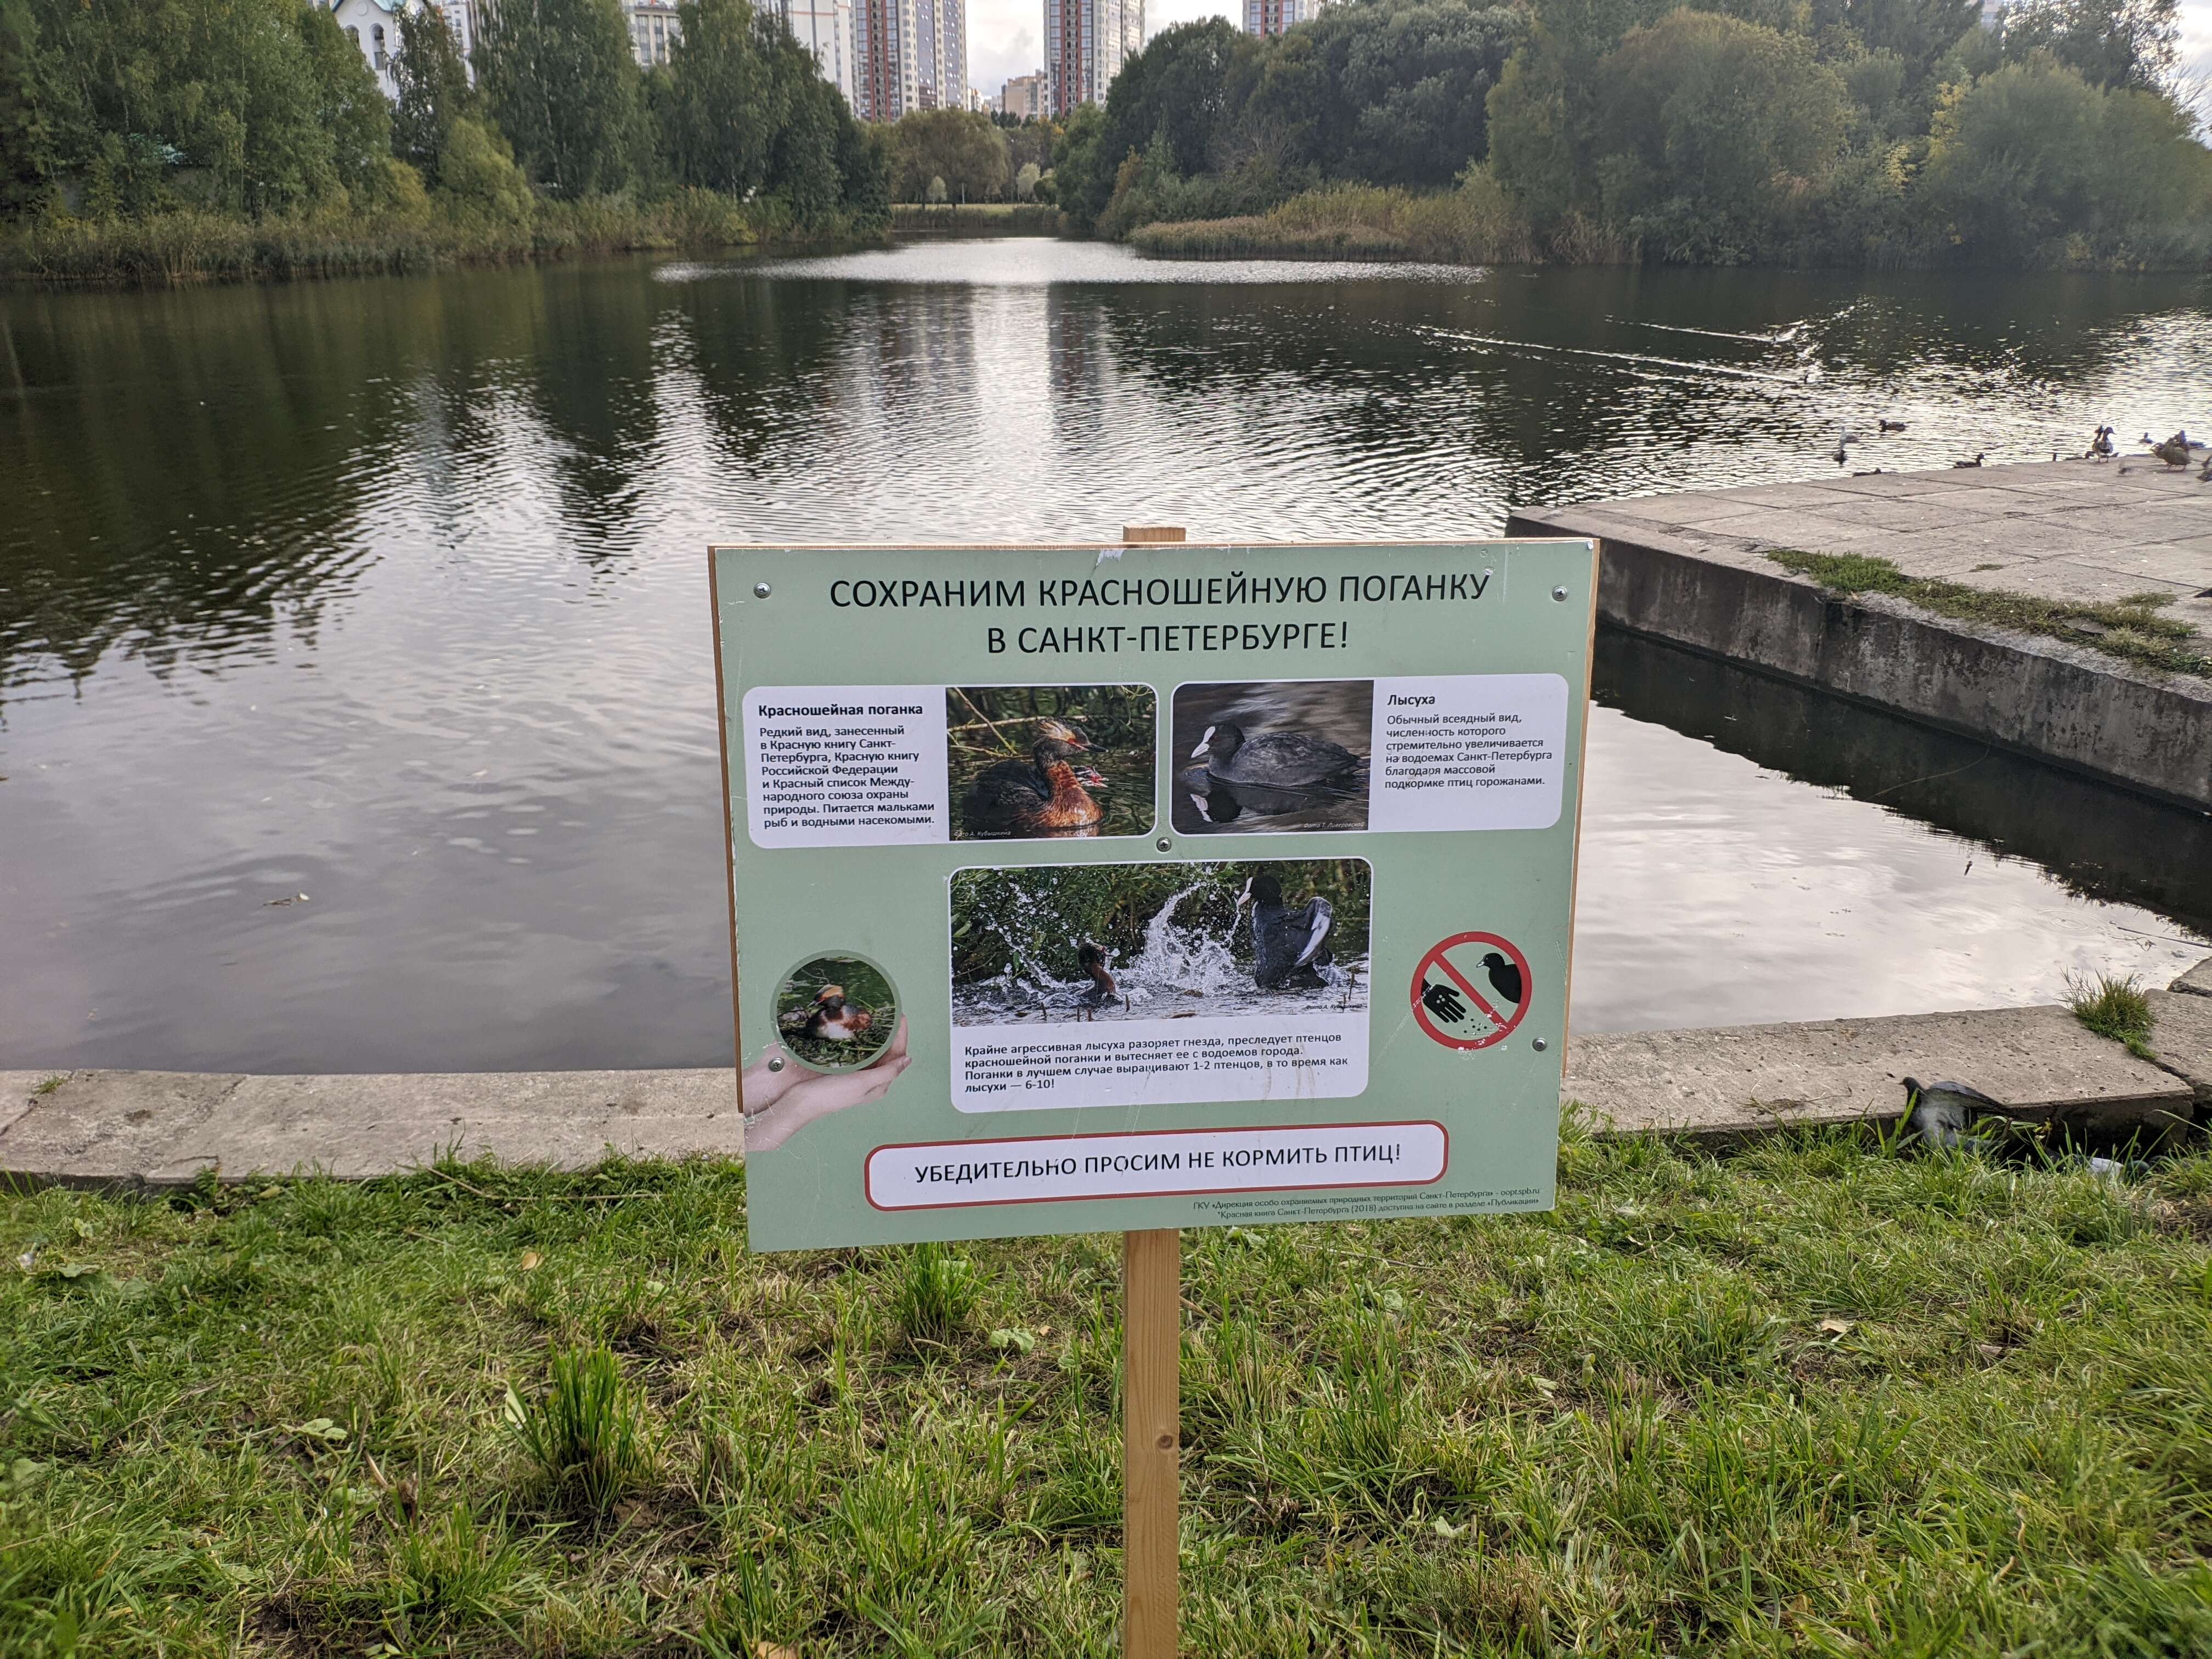 СОХРАНИМ КРАСНОШЕЙНУЮ ПОГАНКУ
В САНКТ-ПЕТЕРБУРГЕ!
Красношейная поганка
Редкий вид, занесенный
в Красную книгу Санкт-
Петербурга, Красную книгу
Российской Федерации
и Красный список Между-
народного союза охраны
природы. Питается мальками
рыб и водными насекомыми.
Фото А. Кубышкина
Лысуха
Обычный всеядный вид,
численность которого
стремительно увеличивается
на водоемах Санкт-Петербурга
благодаря массовой
подкормке птиц горожанами.
Фото Т.
Крайне агрессивная лысуха разоряет гнезда, преследует птенцов
красношейной поганки и вытесняет ее с водоемов города.
Поганки в лучшем случае выращивают 1-2 птенцов, в то время как
лысухи — 6-10!
УБЕДИТЕЛЬНО ПРОСИМ НЕ КОРМИТЬ ПТИЦ!
ГКУ «Дирекция особо охраняемых природных территорий Санкт-Петербурга» - oopt.spb.ru
*Красная книга Санкт-Петербурга (2018) доступна на сайте в разделе «Публикации»